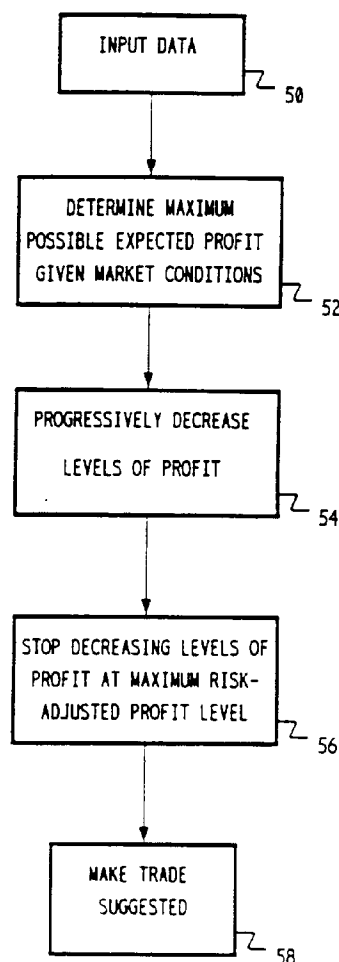 INPUT DATA
50
DETERMINE MAXIMUM
POSSIBLE EXPECTED PROFIT
GIVEN MARKET CONDITIONS
52
PROGRESSIVELY DECREASE
LEVELS OF PROFIT
54
STOP DECREASING LEVELS OF
PROFIT AT MAXIMUM RISK-
ADJUSTED PROFIT LEVEL
56
MAKE TRADE
SUGGESTED
58